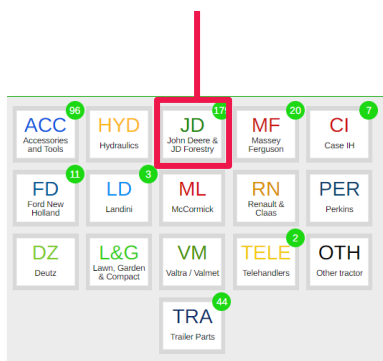 96
ACC
Accessories
and Tools
HYD
Hydraulics
JD
John Deere &
JD Forestry
20
MF
Massey
Ferguson
7
CI
Case IH
11
FD
Ford New
Holland
3
LD
Landini
ML
McCormick
RN
Renault &
Claas
PER
Perkins
DZ
Deutz
L&G
Lawn, Garden
& Compact
VM
Valtra / Valmet
2
TELE
Telehandlers
OTH
Other tractor
44
TRA
Trailer Parts